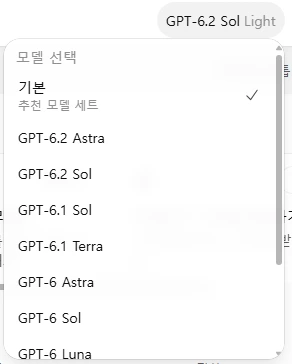 GPT-6.2 Sol Light
모델 선택
기본
추천 모델 세트
GPT-6.2 Astra
GPT-6.2 Sol
GPT-6.1 Sol
GPT-6.1 Terra
GPT-6 Astra
GPT-6 Sol
GPT-6 Luna